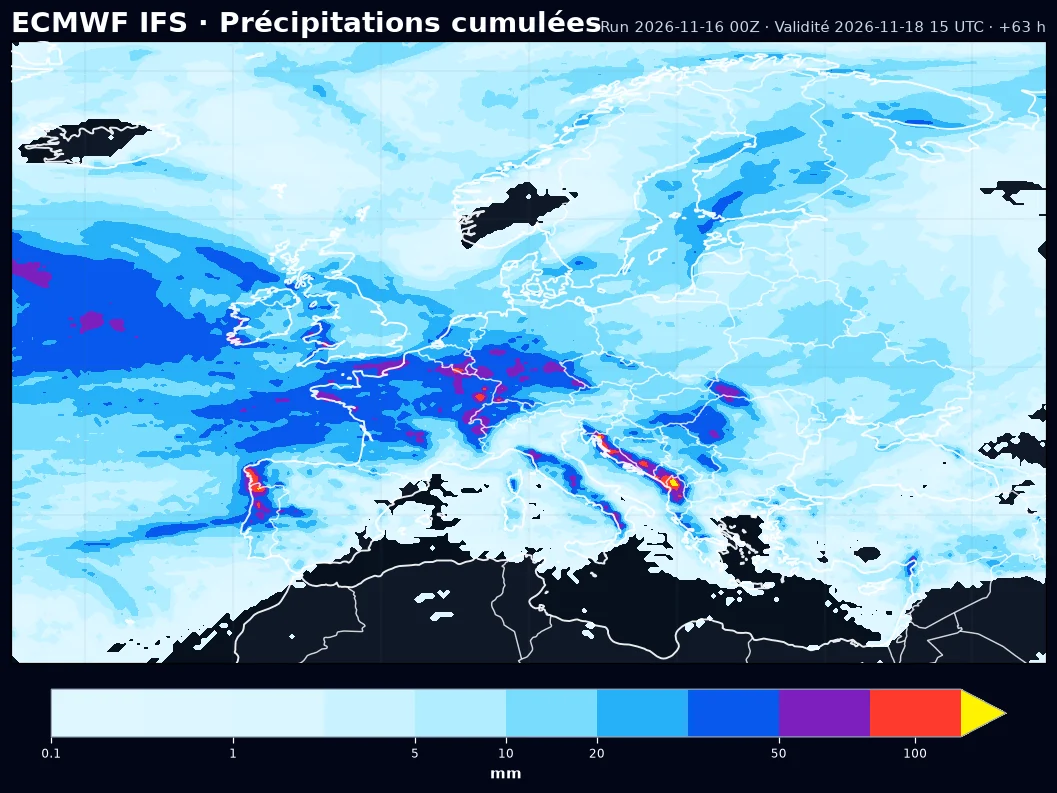 ECMWF IFS · Précipitations cumulées
Run 2026-11-16 00Z · Validité 2026-11-18 15 UTC · +63 h
0.1 1 5 10 20 50 100
mm